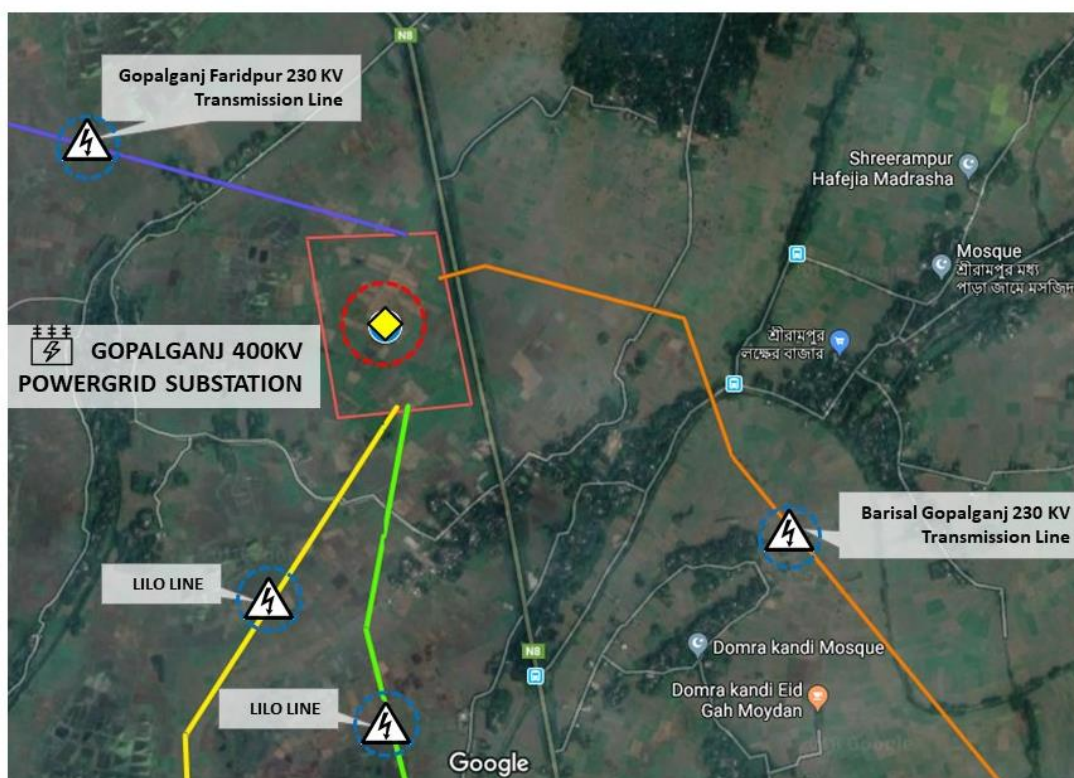 N8
Gopalganj Faridpur 230 KV
Transmission Line
Shreerampur
Hafejia Madrasha
Mosque
শ্রীরামপুর মধ্য
পাড়া জামে মসজিদ
GOPALGANJ 400KV
POWERGRID SUBSTATION
শ্রীরামপুর
লক্ষের বাজার
Barisal Gopalganj 230 KV
Transmission Line
LILO LINE
N8
Domra kandi Mosque
Domra kandi Eid
Gah Moydan
LILO LINE
Google
Google